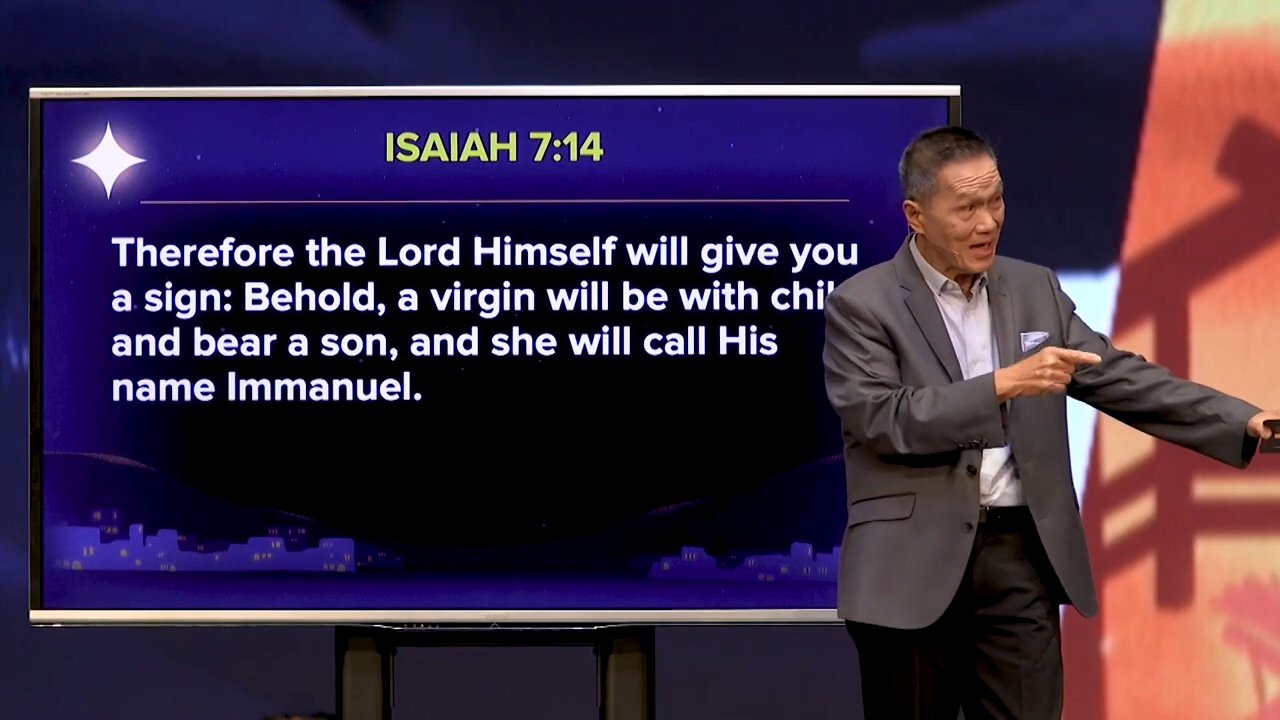 ISAIAH 7:14
Therefore the Lord Himself will give you
a sign: Behold, a virgin will be with chil
and bear a son, and she will call His
name Immanuel.